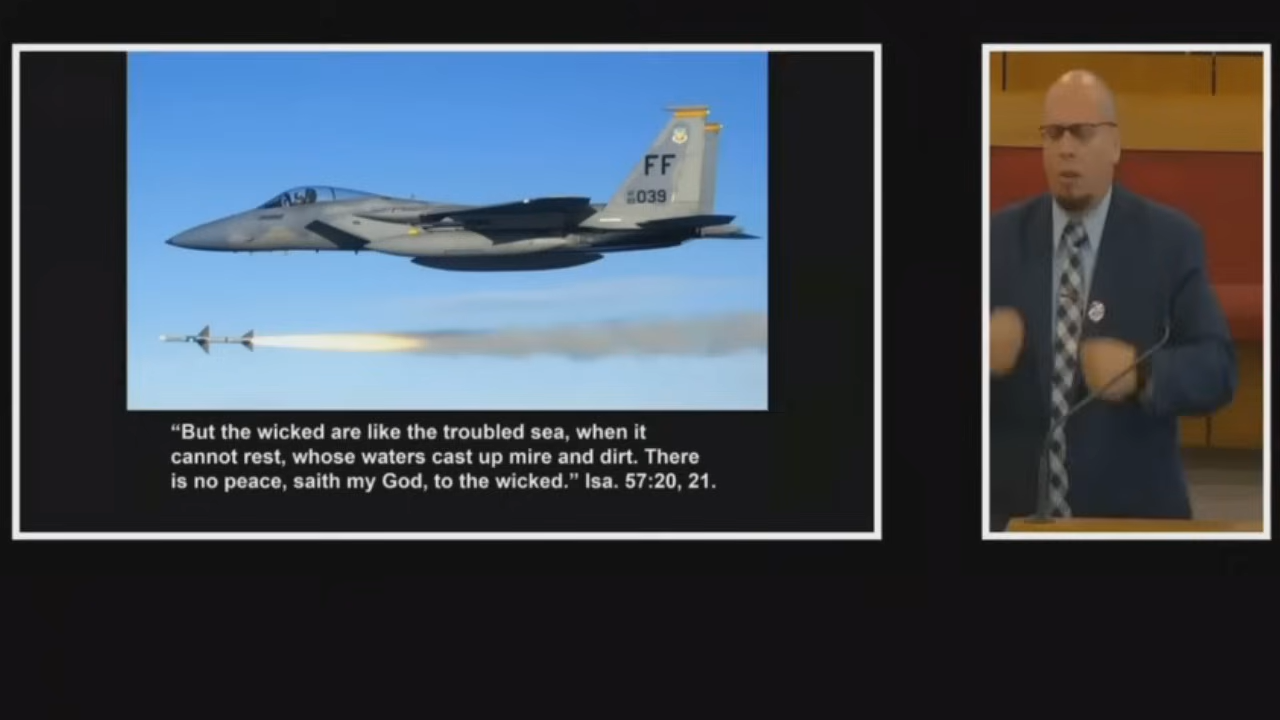 FF
039
“But the wicked are like the troubled sea, when it
cannot rest, whose waters cast up mire and dirt. There
is no peace, saith my God, to the wicked.” Isa. 57:20, 21.